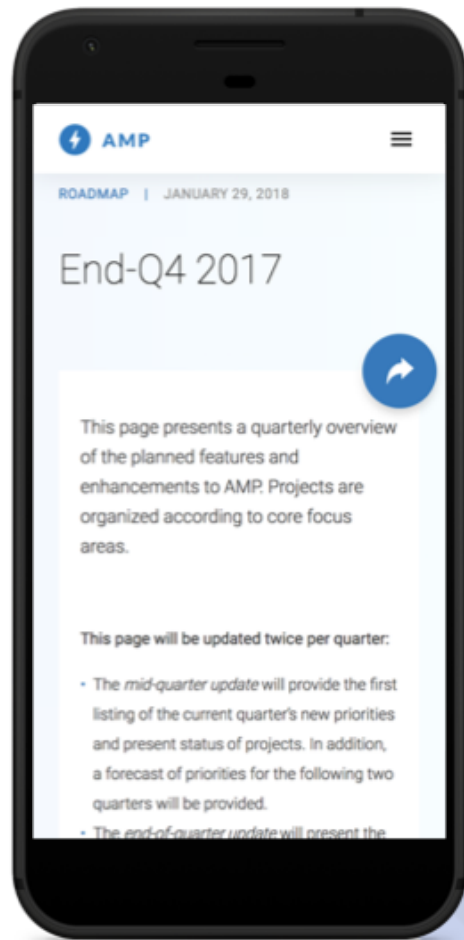 AMP
ROADMAP | JANUARY 29, 2018
End-Q4 2017
This page presents a quarterly overview
of the planned features and
enhancements to AMP. Projects are
organized according to core focus
areas.
This page will be updated twice per quarter:
• The mid-quarter update will provide the first
listing of the current quarter's new priorities
and present status of projects. In addition,
a forecast of priorities for the following two
quarters will be provided.
• The end-of-quarter update will present the